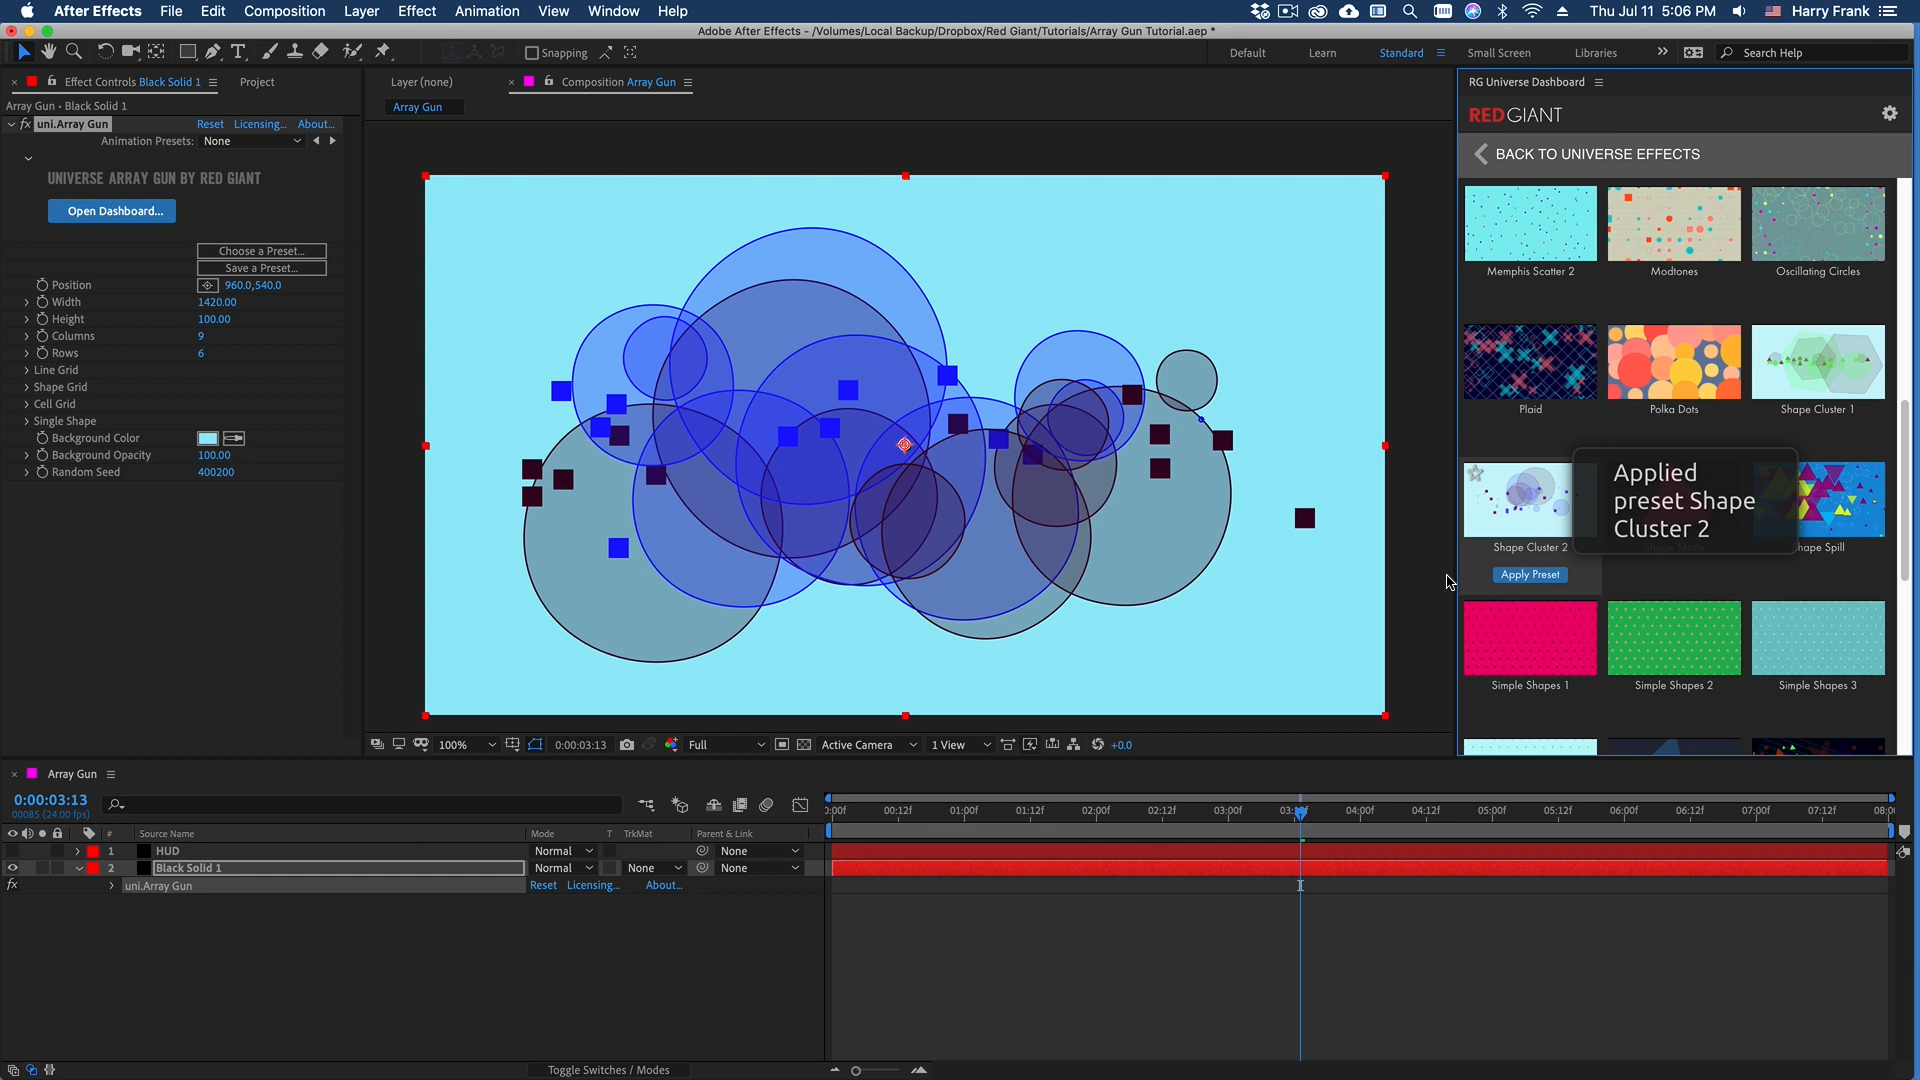 After Effects File Edit Composition Layer Effect Animation View Window Help Thu Jul 11 5:06 PM Harry Frank
Adobe After Effects - /Volumes/Local Backup/Dropbox/Red Giant/Tutorials/Array Gun Tutorial.aep *
Snapping Default Learn Standard Small Screen Libraries Search Help
Effect Controls Black Solid 1 Project
Array Gun • Black Solid 1
fx uni.Array Gun Reset Licensing... About...
Animation Presets: None
UNIVERSE ARRAY GUN BY RED GIANT
Open Dashboard...
Choose a Preset...
Save a Preset...
Position 960.0,540.0
Width 1420.00
Height 100.00
Columns 9
Rows 6
Line Grid
Shape Grid
Cell Grid
Single Shape
Background Color
Background Opacity 100.00
Random Seed 400200
Layer (none) Composition Array Gun
Array Gun
100% 0:00:03:13 Full Active Camera 1 View +0.0
RG Universe Dashboard
REDGIANT
BACK TO UNIVERSE EFFECTS
Memphis Scatter 2 Modtones Oscillating Circles
Plaid Polka Dots Shape Cluster 1
Applied
preset Shape
Cluster 2
Shape Cluster 2 hape Spill
Apply Preset
Simple Shapes 1 Simple Shapes 2 Simple Shapes 3
Array Gun
0:00:03:13
00085 (24.00 fps)
# Source Name Mode T TrkMat Parent & Link
1 HUD Normal None
2 Black Solid 1 Normal None None
fx uni.Array Gun Reset Licensing... About...
:00f 00:12f 01:00f 01:12f 02:00f 02:12f 03:00f 04:00f 04:12f 05:00f 05:12f 06:00f 06:12f 07:00f 07:12f 08:0
Toggle Switches / Modes